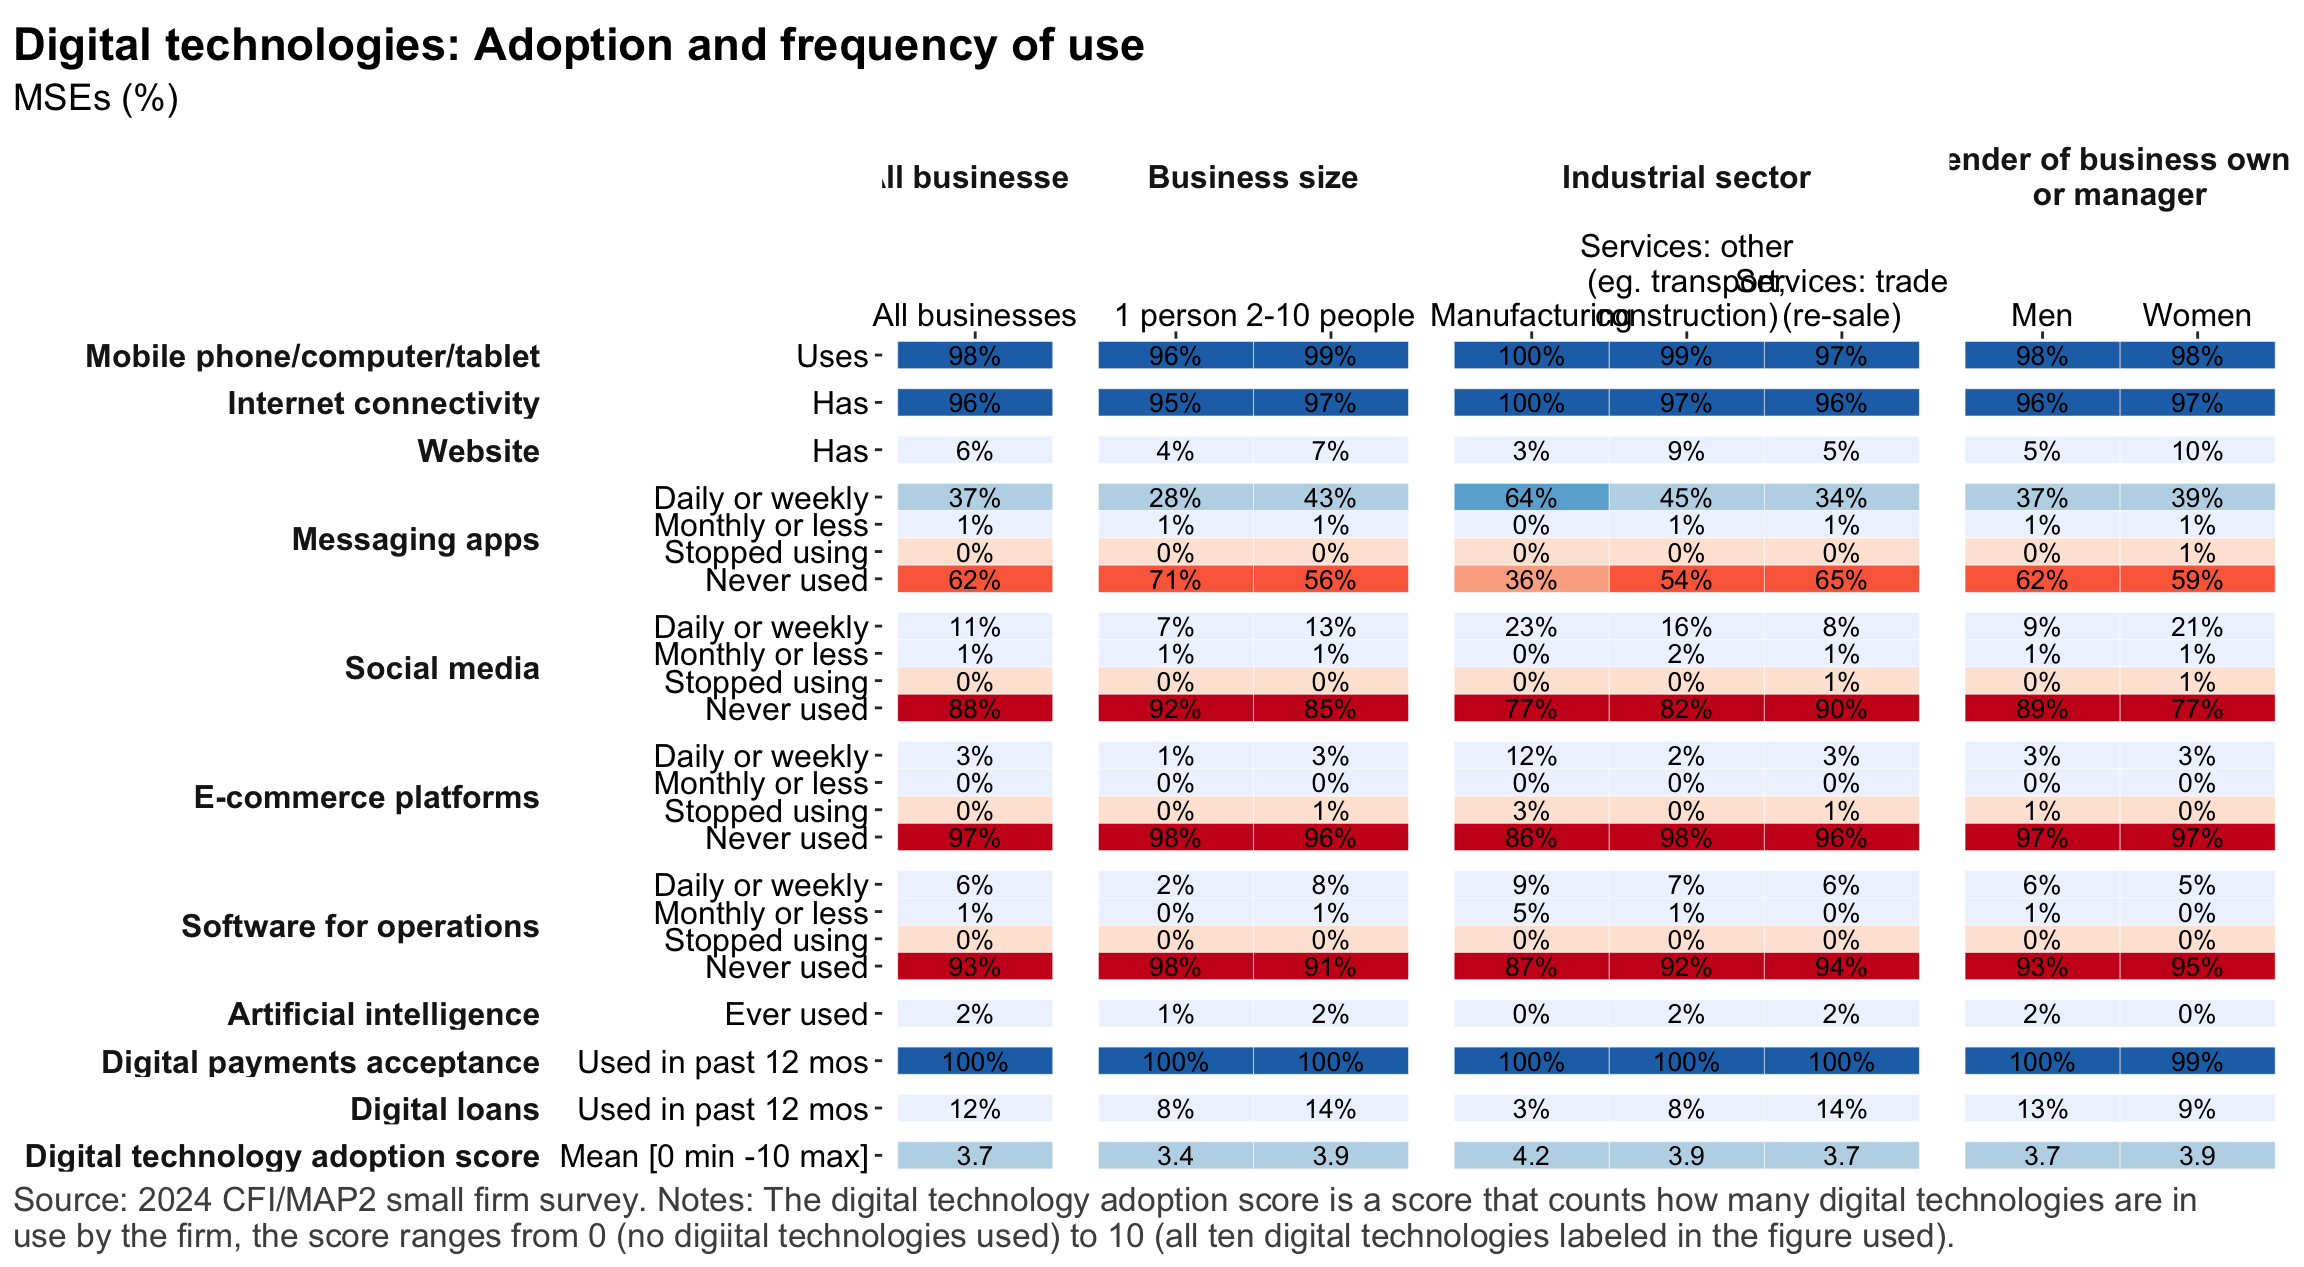 Digital technologies: Adoption and frequency of use
MSEs (%)
ll businesse Business size Industrial sector ender of business own
or manager
Services: other
(eg. transport, Services: trade
All businesses 1 person 2-10 people Manufacturing construction) (re-sale) Men Women
Mobile phone/computer/tablet Uses 98% 96% 99% 100% 99% 97% 98% 98%
Internet connectivity Has 96% 95% 97% 100% 97% 96% 96% 97%
Website Has 6% 4% 7% 3% 9% 5% 5% 10%
Messaging apps
Daily or weekly 37% 28% 43% 64% 45% 34% 37% 39%
Monthly or less 1% 1% 1% 0% 1% 1% 1% 1%
Stopped using 0% 0% 0% 0% 0% 0% 0% 1%
Never used 62% 71% 56% 36% 54% 65% 62% 59%
Social media
Daily or weekly 11% 7% 13% 23% 16% 8% 9% 21%
Monthly or less 1% 1% 1% 0% 2% 1% 1% 1%
Stopped using 0% 0% 0% 0% 0% 1% 0% 1%
Never used 88% 92% 85% 77% 82% 90% 89% 77%
E-commerce platforms
Daily or weekly 3% 1% 3% 12% 2% 3% 3% 3%
Monthly or less 0% 0% 0% 0% 0% 0% 0% 0%
Stopped using 0% 0% 1% 3% 0% 1% 1% 0%
Never used 97% 98% 96% 86% 98% 96% 97% 97%
Software for operations
Daily or weekly 6% 2% 8% 9% 7% 6% 6% 5%
Monthly or less 1% 0% 1% 5% 1% 0% 1% 0%
Stopped using 0% 0% 0% 0% 0% 0% 0% 0%
Never used 93% 98% 91% 87% 92% 94% 93% 95%
Artificial intelligence Ever used 2% 1% 2% 0% 2% 2% 2% 0%
Digital payments acceptance Used in past 12 mos 100% 100% 100% 100% 100% 100% 100% 99%
Digital loans Used in past 12 mos 12% 8% 14% 3% 8% 14% 13% 9%
Digital technology adoption score Mean [0 min -10 max] 3.7 3.4 3.9 4.2 3.9 3.7 3.7 3.9
Source: 2024 CFI/MAP2 small firm survey. Notes: The digital technology adoption score is a score that counts how many digital technologies are in
use by the firm, the score ranges from 0 (no digiital technologies used) to 10 (all ten digital technologies labeled in the figure used).